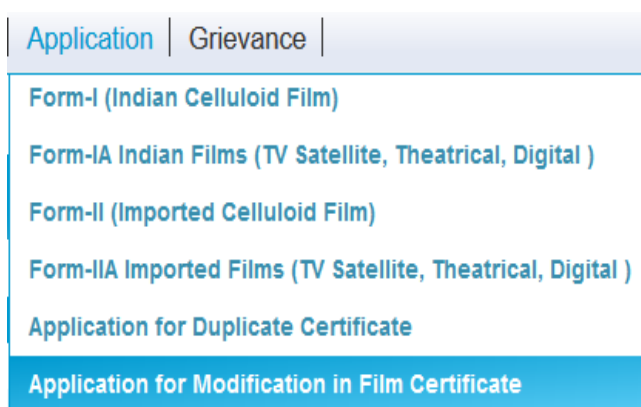 Application | Grievance |
Form-I (Indian Celluloid Film)
Form-IA Indian Films (TV Satellite, Theatrical, Digital )
Form-II (Imported Celluloid Film)
Form-IIA Imported Films (TV Satellite, Theatrical, Digital )
Application for Duplicate Certificate
Application for Modification in Film Certificate